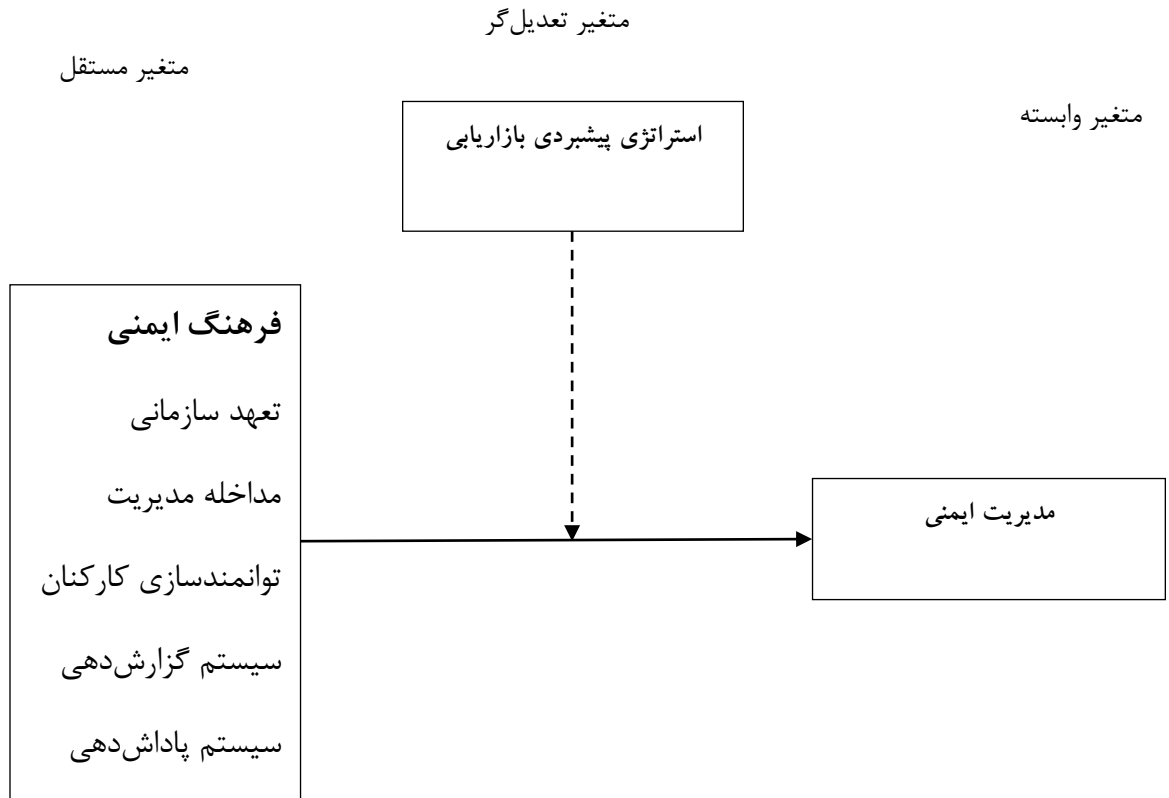 متغیر تعدیل‌گر
متغیر مستقل
متغیر وابسته
استراتژی پیشبردی بازاریابی
فرهنگ ایمنی
تعهد سازمانی
مداخله مدیریت
توانمندسازی کارکنان
سیستم گزارش‌دهی
سیستم پاداش‌دهی
مدیریت ایمنی